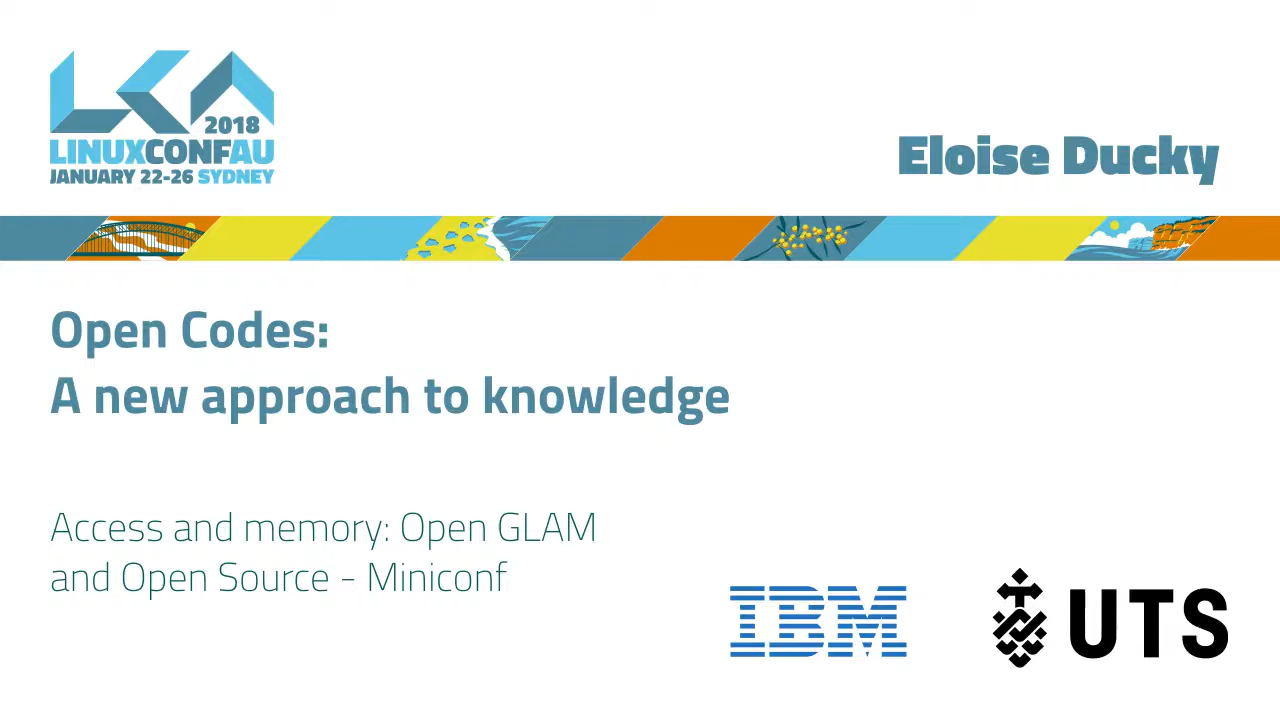 2018
LINUXCONFAU
JANUARY 22-26 SYDNEY
Eloise Ducky
Open Codes:
A new approach to knowledge
Access and memory: Open GLAM
and Open Source - Miniconf
IBM
UTS